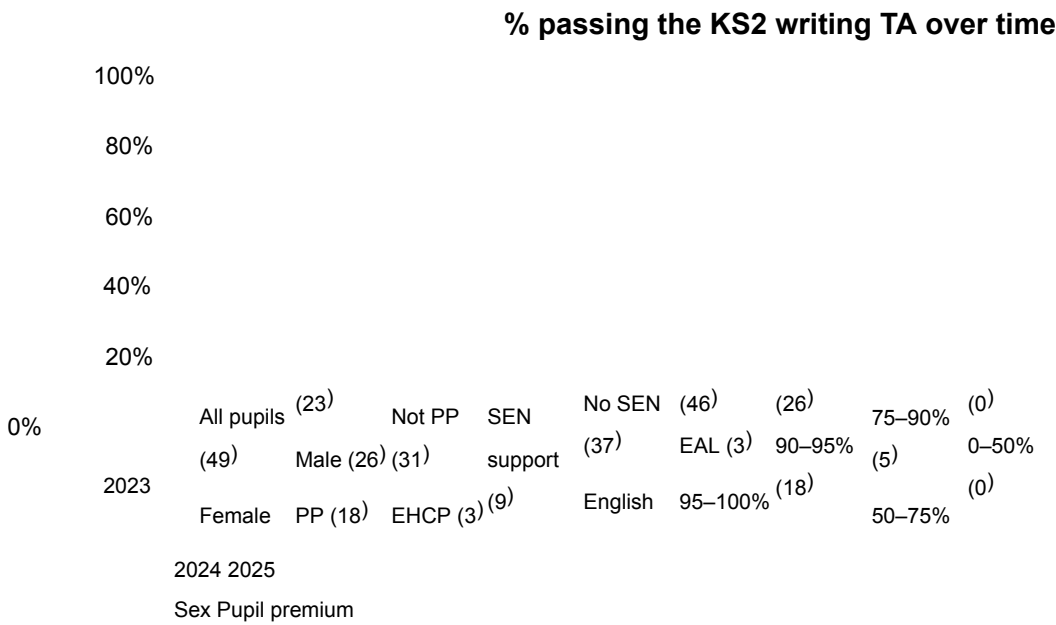 % passing the KS2 writing TA over time
100%
80%
60%
40%
20%
0%
2023
All pupils
(49)
Female
(23)
Male (26)
PP (18)
Not PP
(31)
EHCP (3)
SEN
support
(9)
No SEN
(37)
English
(46)
EAL (3)
95–100%
(26)
90–95%
(18)
75–90%
(5)
50–75%
(0)
0–50%
(0)
2024 2025
Sex Pupil premium